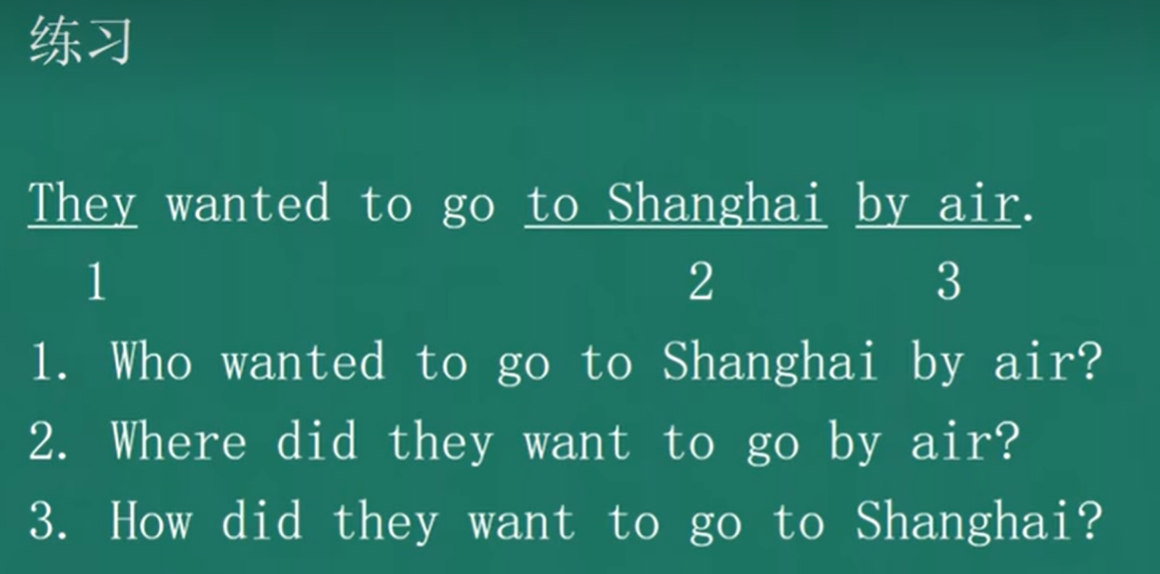 练习
They wanted to go to Shanghai by air.
1 2 3
1. Who wanted to go to Shanghai by air?
2. Where did they want to go by air?
3. How did they want to go to Shanghai?